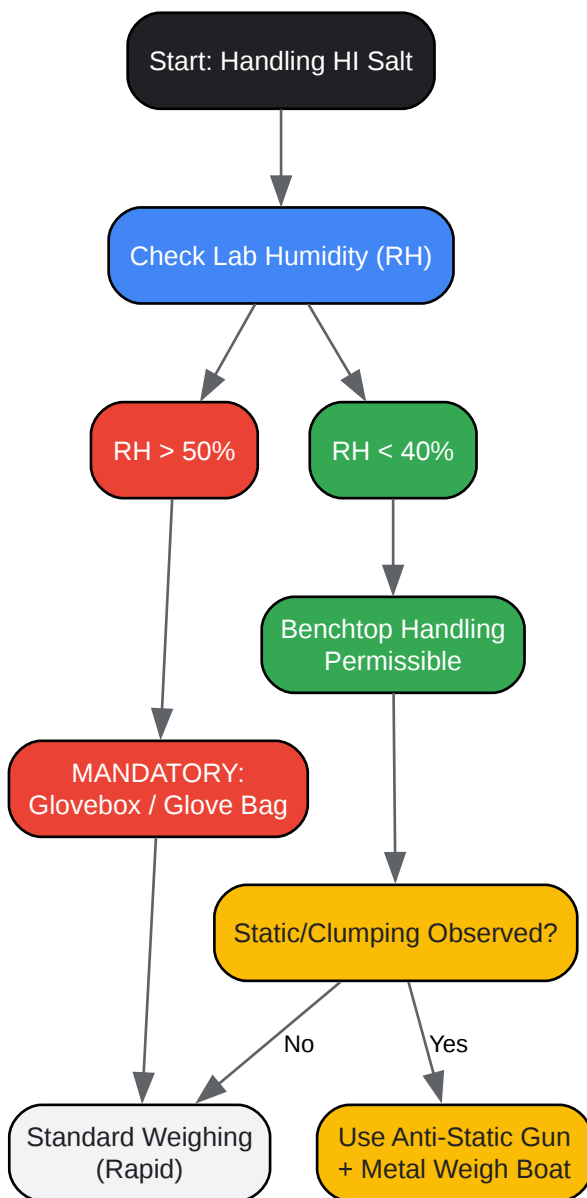 Start: Handling HI Salt
Check Lab Humidity (RH)
RH > 50%
RH < 40%
Benchtop Handling
Permissible
MANDATORY:
Glovebox / Glove Bag
Static/Clumping Observed?
No
Yes
Standard Weighing
(Rapid)
Use Anti-Static Gun
+ Metal Weigh Boat